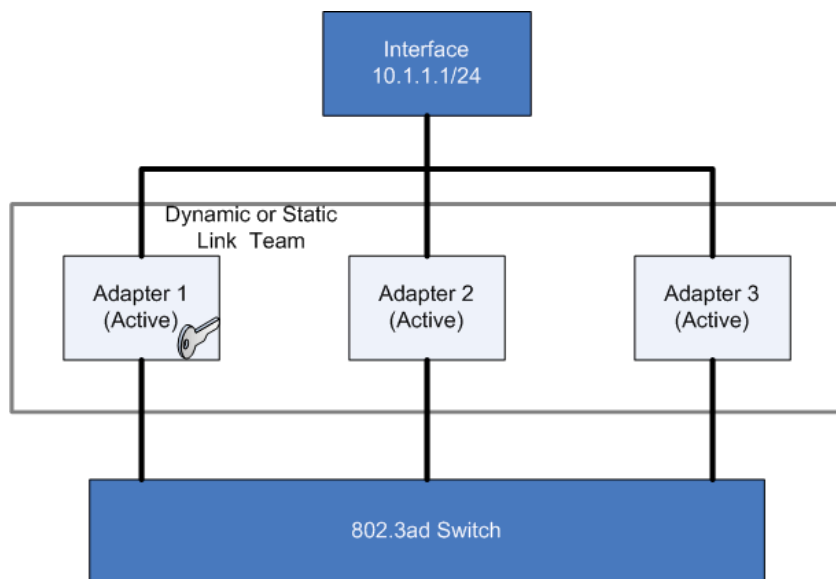 Interface
10.1.1.1/24
Dynamic or Static
Link Team
Adapter 1
(Active)
Adapter 2
(Active)
Adapter 3
(Active)
802.3ad Switch